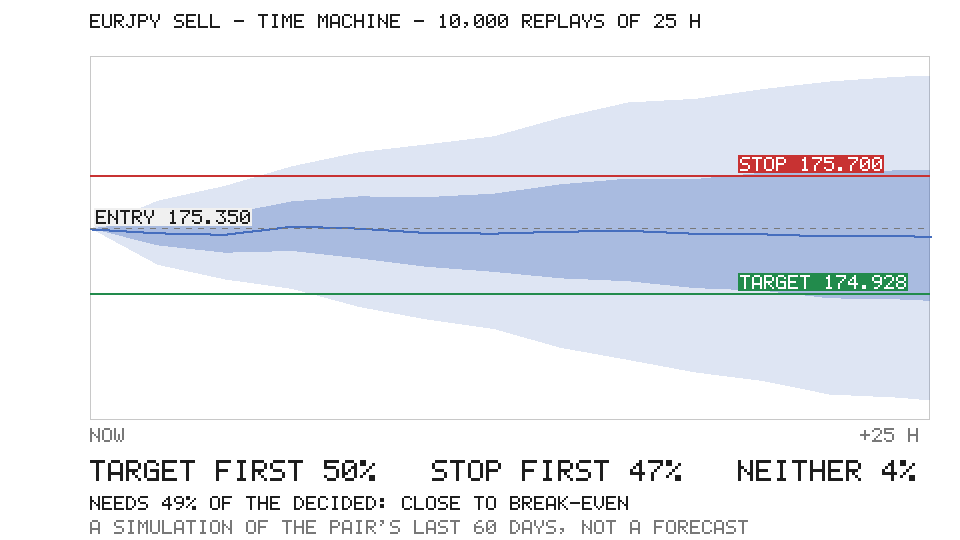 EURJPY SELL – TIME MACHINE – 10,000 REPLAYS OF 25 H
STOP 175.700
ENTRY 175.350
TARGET 174.928
NOW +25 H
TARGET FIRST 50% STOP FIRST 47% NEITHER 4%
NEEDS 49% OF THE DECIDED: CLOSE TO BREAK-EVEN
A SIMULATION OF THE PAIR'S LAST 60 DAYS, NOT A FORECAST